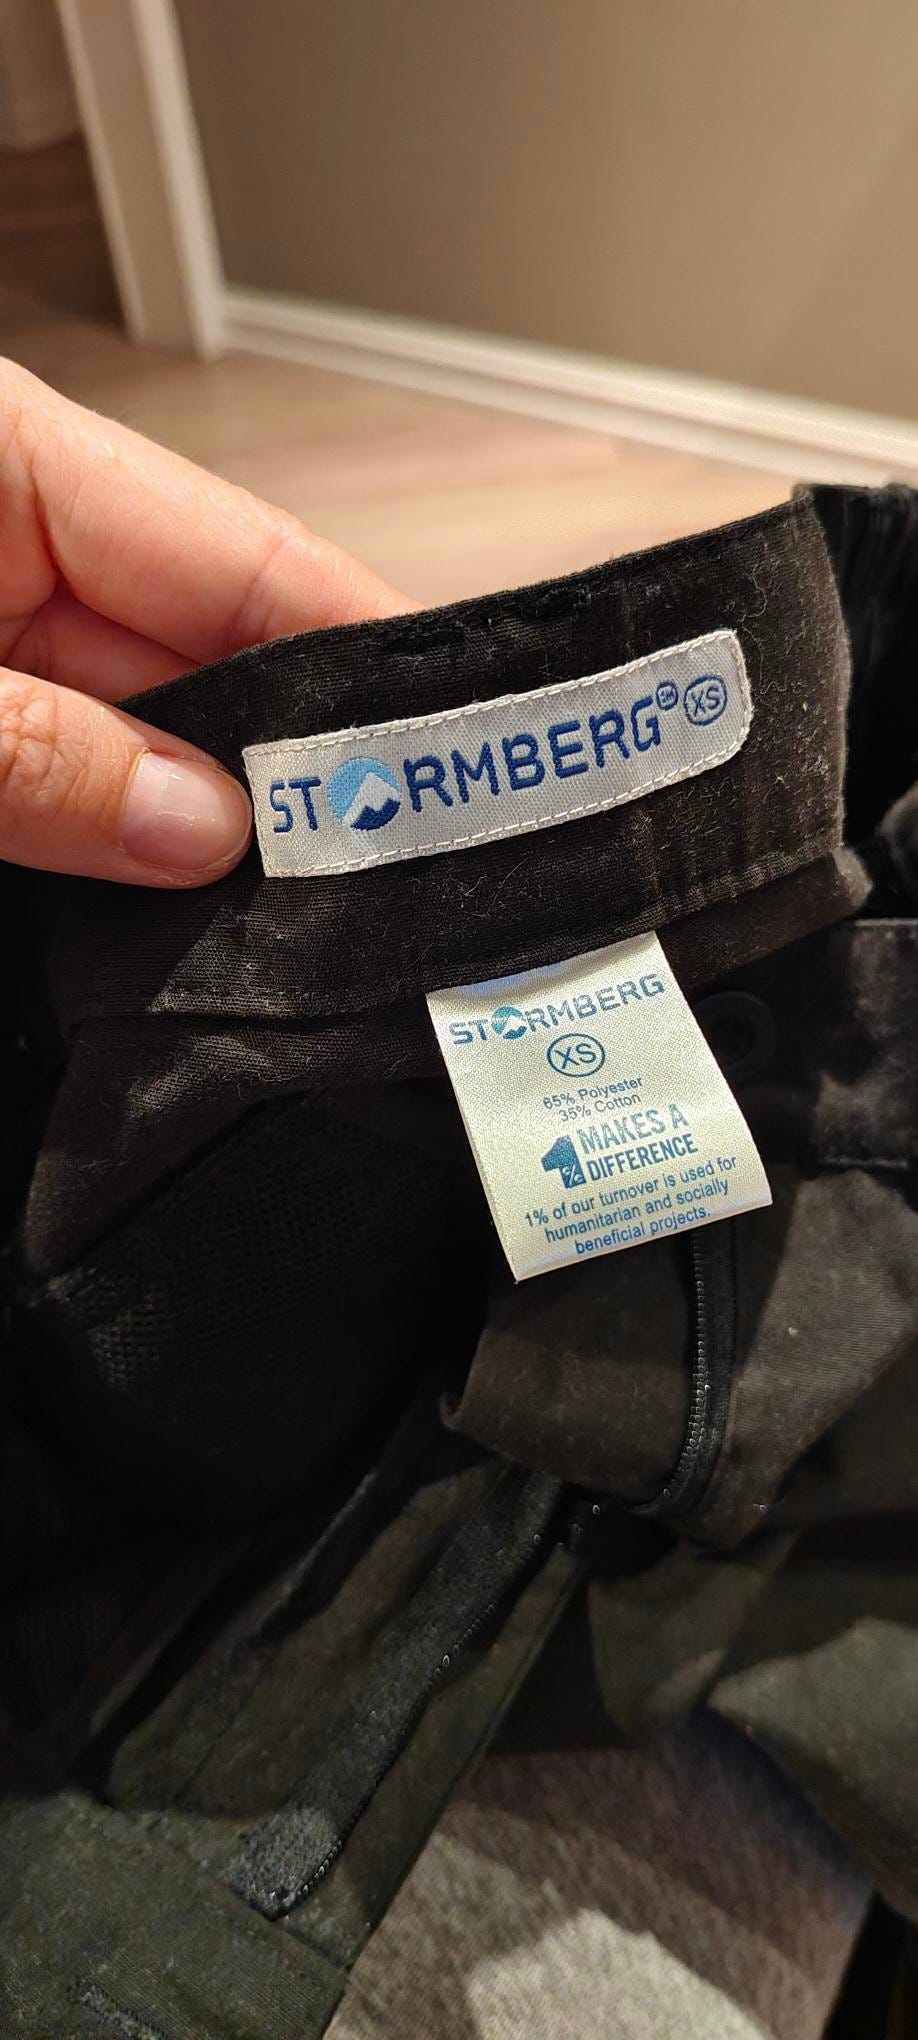 STORMBERG SM XS
STORMBERG
XS
65% Polyester
35% Cotton
1% MAKES A
DIFFERENCE
1% of our turnover is used for
humanitarian and socially
beneficial projects.